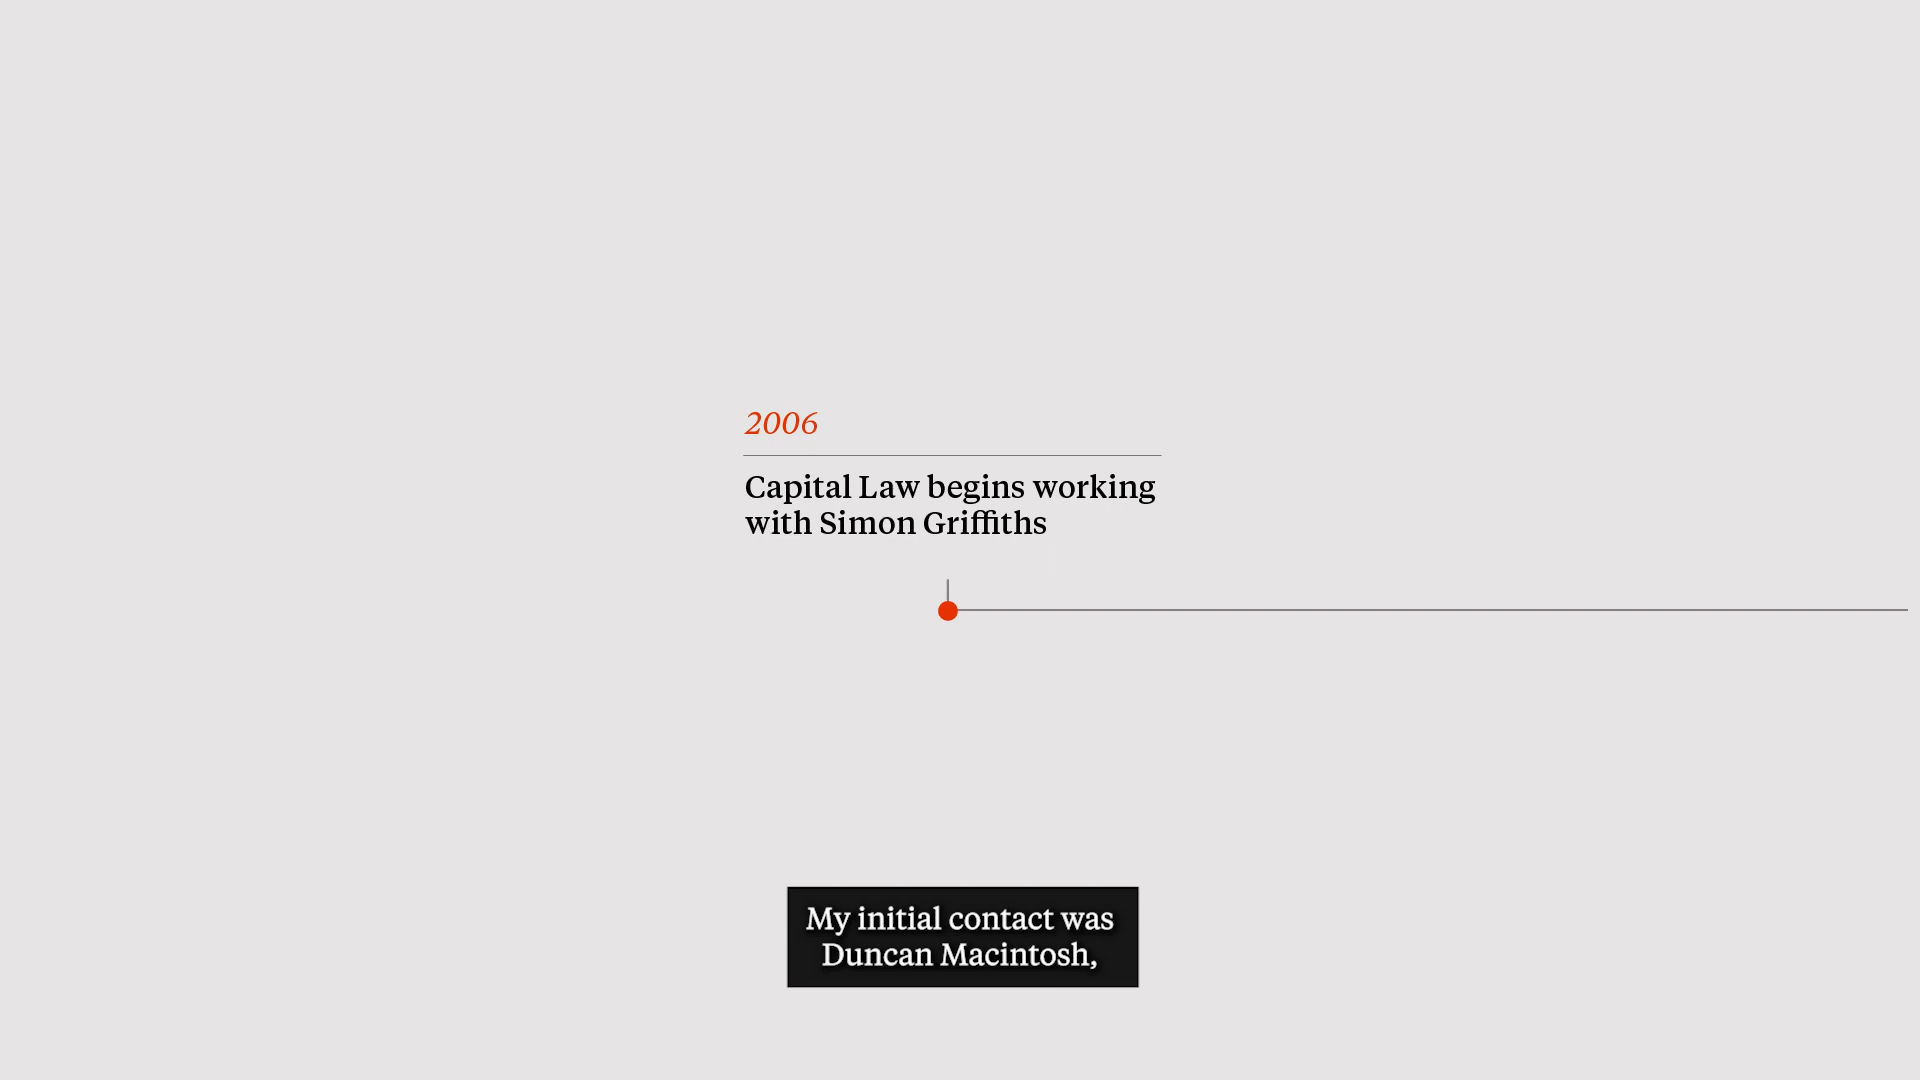 2006
Capital Law begins working
with Simon Griffiths
My initial contact was
Duncan Macintosh,